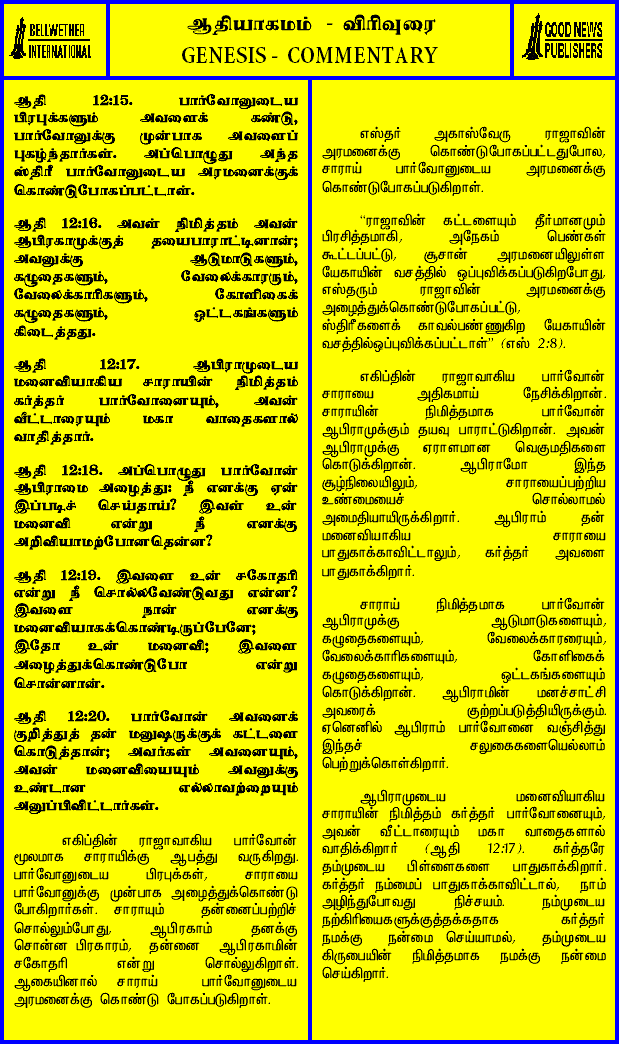 BELLWETHER
INTERNATIONAL
ஆதியாகமம் - விரிவுரை
GENESIS - COMMENTARY
GOOD NEWS
PUBLISHERS
ஆதி 12:15. பார்வோனுடைய
பிரபுக்களும் அவளைக் கண்டு,
பார்வோனுக்கு முன்பாக அவளைப்
புகழ்ந்தார்கள். அப்பொழுது அந்த
ஸ்திரீ பார்வோனுடைய அரமனைக்குக்
கொண்டுபோகப்பட்டாள்.
ஆதி 12:16. அவள் நிமித்தம் அவன்
ஆபிரகாமுக்குத் தயைபாராட்டினான்;
அவனுக்கு ஆடுமாடுகளும்,
கழுதைகளும், வேலைக்காரரும்,
வேலைக்காரிகளும், கோளிகைக்
கழுதைகளும், ஒட்டகங்களும்
கிடைத்தது.
ஆதி 12:17. ஆபிராமுடைய
மனைவியாகிய சாராயின் நிமித்தம்
கர்த்தர் பார்வோனையும், அவன்
வீட்டாரையும் மகா வாதைகளால்
வாதித்தார்.
ஆதி 12:18. அப்பொழுது பார்வோன்
ஆபிராமை அழைத்து: நீ எனக்கு ஏன்
இப்படிச் செய்தாய்? இவள் உன்
மனைவி என்று நீ எனக்கு
அறிவியாமற்போனதென்ன?
ஆதி 12:19. இவளை உன் சகோதரி
என்று நீ சொல்லவேண்டுவது என்ன?
இவளை நான் எனக்கு
மனைவியாகக்கொண்டிருப்பேனே;
இதோ உன் மனைவி; இவளை
அழைத்துக்கொண்டுபோ என்று
சொன்னான்.
ஆதி 12:20. பார்வோன் அவனைக்
குறித்துத் தன் மனுஷருக்குக் கட்டளை
கொடுத்தான்; அவர்கள் அவனையும்,
அவன் மனைவியையும் அவனுக்கு
உண்டான எல்லாவற்றையும்
அனுப்பிவிட்டார்கள்.
எகிப்தின் ராஜாவாகிய பார்வோன்
மூலமாக சாராயிக்கு ஆபத்து வருகிறது.
பார்வோனுடைய பிரபுக்கள், சாராயை
பார்வோனுக்கு முன்பாக அழைத்துக்கொண்டு
போகிறார்கள். சாராயும் தன்னைப்பற்றிச்
சொல்லும்போது, ஆபிரகாம் தனக்கு
சொன்ன பிரகாரம், தன்னை ஆபிரகாமின்
சகோதரி என்று சொல்லுகிறாள்.
ஆகையினால் சாராய் பார்வோனுடைய
அரமனைக்கு கொண்டு போகப்படுகிறாள்.
எஸ்தர் அகாஸ்வேரு ராஜாவின்
அரமனைக்கு கொண்டுபோகப்பட்டதுபோல,
சாராய் பார்வோனுடைய அரமனைக்கு
கொண்டுபோகப்படுகிறாள்.
“ராஜாவின் கட்டளையும் தீர்மானமும்
பிரசித்தமாகி, அநேகம் பெண்கள்
கூட்டப்பட்டு, சூசான் அரமனையிலுள்ள
யேகாயின் வசத்தில் ஒப்புவிக்கப்படுகிறபோது,
எஸ்தரும் ராஜாவின் அரமனைக்கு
அழைத்துக்கொண்டுபோகப்பட்டு,
ஸ்திரீகளைக் காவல்பண்ணுகிற யேகாயின்
வசத்தில்ஒப்புவிக்கப்பட்டாள்” (எஸ் 2:8).
எகிப்தின் ராஜாவாகிய பார்வோன்
சாராயை அதிகமாய் நேசிக்கிறான்.
சாராயின் நிமித்தமாக பார்வோன்
ஆபிராமுக்கும் தயவு பாராட்டுகிறான். அவன்
ஆபிராமுக்கு ஏராளமான வெகுமதிகளை
கொடுக்கிறான். ஆபிராமோ இந்த
சூழ்நிலையிலும், சாராயைப்பற்றிய
உண்மையைச் சொல்லாமல்
அமைதியாயிருக்கிறார். ஆபிராம் தன்
மனைவியாகிய சாராயை
பாதுகாக்காவிட்டாலும், கர்த்தர் அவளை
பாதுகாக்கிறார்.
சாராய் நிமித்தமாக பார்வோன்
ஆபிராமுக்கு ஆடுமாடுகளையும்,
கழுதைகளையும், வேலைக்காரரையும்,
வேலைக்காரிகளையும், கோளிகைக்
கழுதைகளையும், ஒட்டகங்களையும்
கொடுக்கிறான். ஆபிராமின் மனச்சாட்சி
அவரைக் குற்றப்படுத்தியிருக்கும்.
ஏனெனில் ஆபிராம் பார்வோனை வஞ்சித்து
இந்தச் சலுகைகளையெல்லாம்
பெற்றுக்கொள்கிறார்.
ஆபிராமுடைய மனைவியாகிய
சாராயின் நிமித்தம் கர்த்தர் பார்வோனையும்,
அவன் வீட்டாரையும் மகா வாதைகளால்
வாதிக்கிறார் (ஆதி 12:17). கர்த்தரே
தம்முடைய பிள்ளைகளை பாதுகாக்கிறார்.
கர்த்தர் நம்மைப் பாதுகாக்காவிட்டால், நாம்
அழிந்துபோவது நிச்சயம். நம்முடைய
நற்கிரியைகளுக்குத்தக்கதாக கர்த்தர்
நமக்கு நன்மை செய்யாமல், தம்முடைய
கிருபையின் நிமித்தமாக நமக்கு நன்மை
செய்கிறார்.